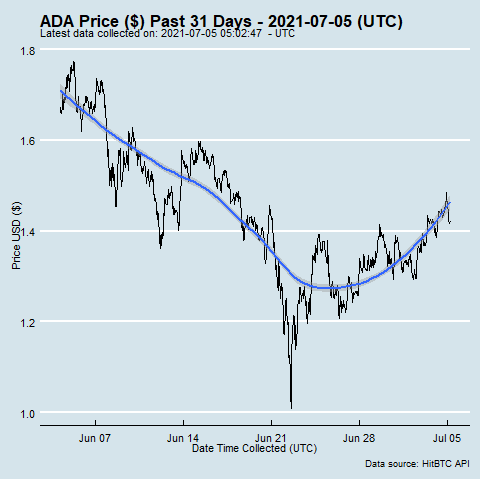 ADA Price ($) Past 31 Days - 2021-07-05 (UTC)
Latest data collected on: 2021-07-05 05:02:47  - UTC
1.8
1.6
1.4
1.2
1.0
Price USD ($)
Jun 07 Jun 14 Jun 21 Jun 28 Jul 05
Date Time Collected (UTC)
Data source: HitBTC API